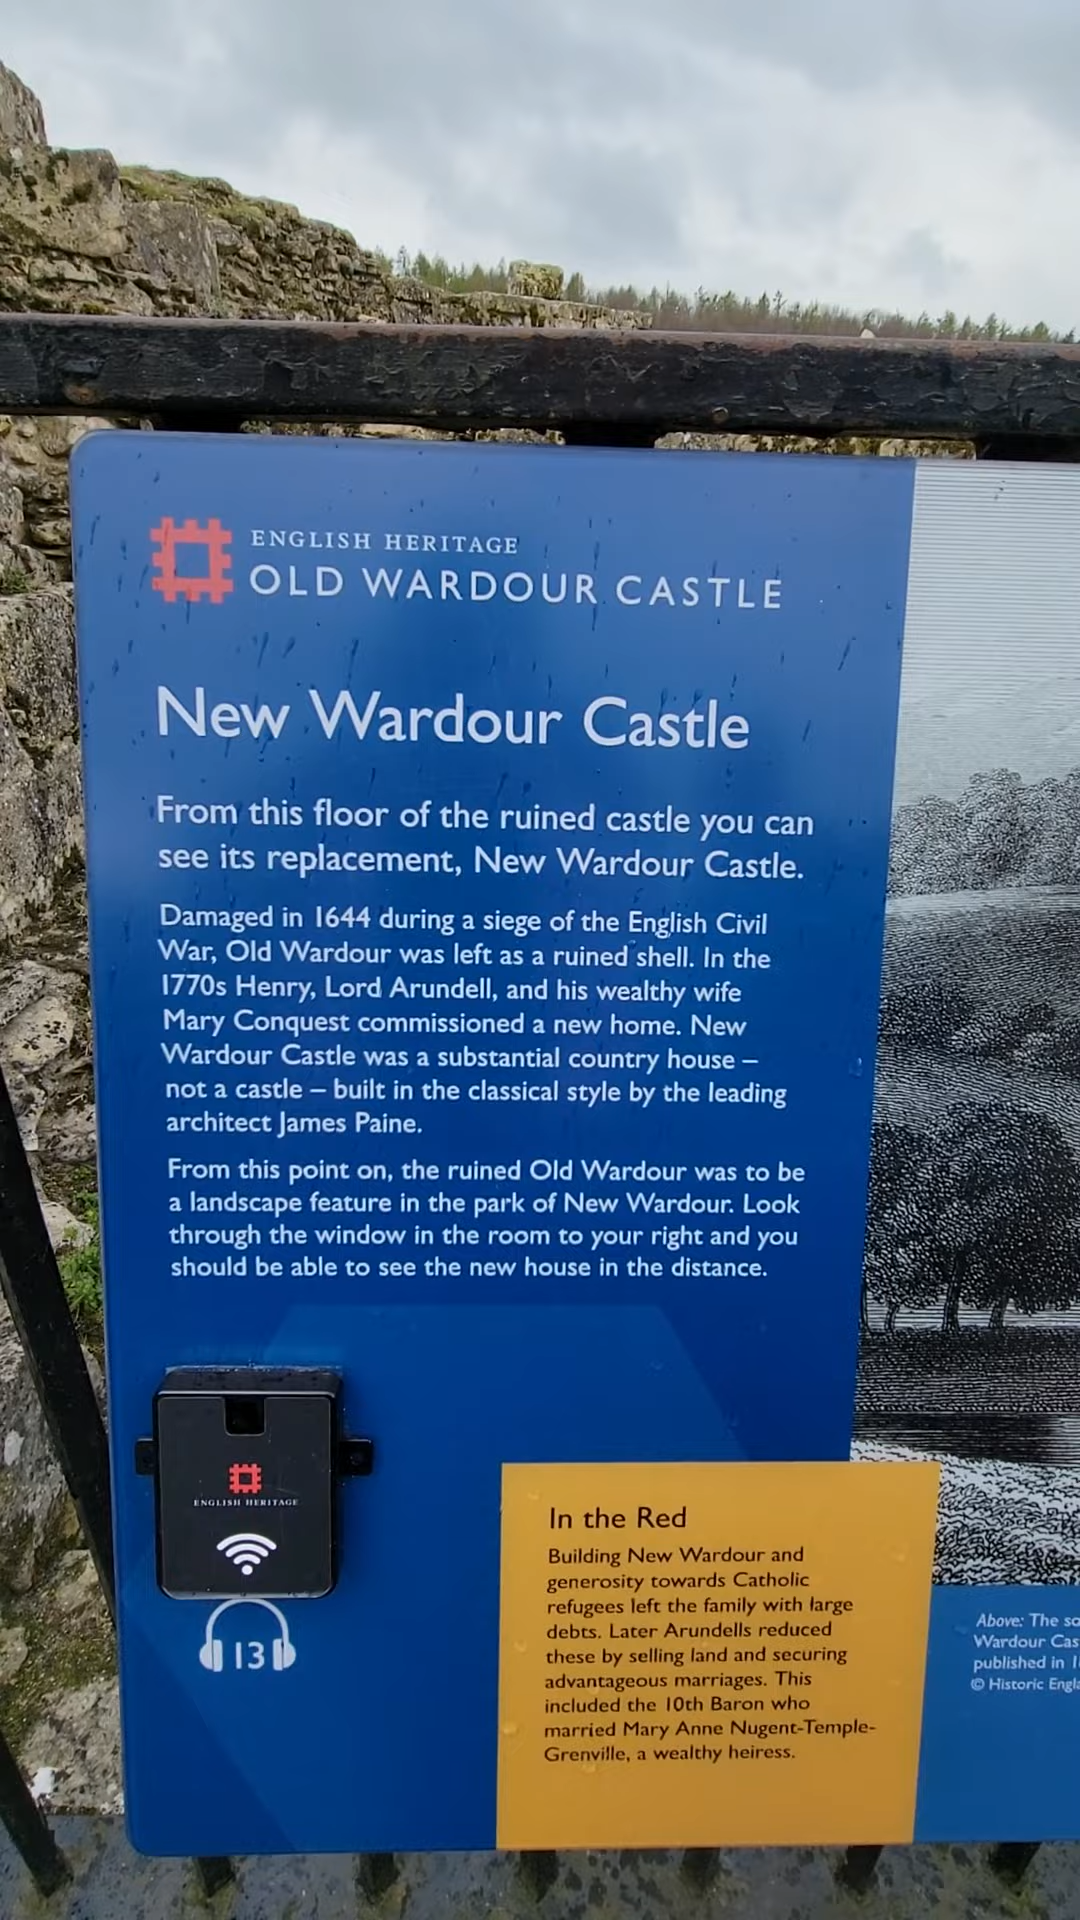 ENGLISH HERITAGE
OLD WARDOUR CASTLE
New Wardour Castle
From this floor of the ruined castle you can
see its replacement, New Wardour Castle.
Damaged in 1644 during a siege of the English Civil
War, Old Wardour was left as a ruined shell. In the
1770s Henry, Lord Arundell, and his wealthy wife
Mary Conquest commissioned a new home. New
Wardour Castle was a substantial country house –
not a castle – built in the classical style by the leading
architect James Paine.
From this point on, the ruined Old Wardour was to be
a landscape feature in the park of New Wardour. Look
through the window in the room to your right and you
should be able to see the new house in the distance.
ENGLISH HERITAGE
13
In the Red
Building New Wardour and
generosity towards Catholic
refugees left the family with large
debts. Later Arundells reduced
these by selling land and securing
advantageous marriages. This
included the 10th Baron who
married Mary Anne Nugent-Temple-
Grenville, a wealthy heiress.
Above: The
Wardour
published in
© Historic